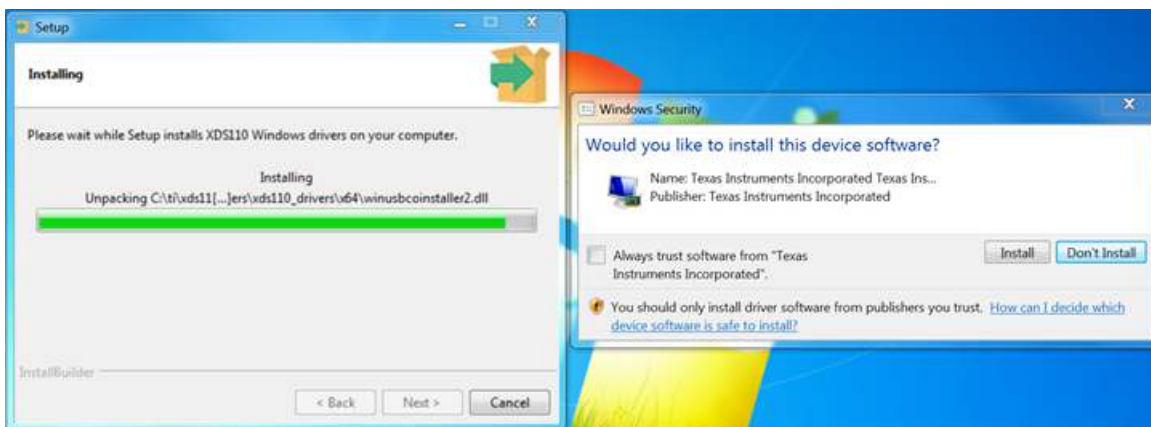 Setup
Installing
Please wait while Setup installs XDS110 Windows drivers on your computer.
Installing
Unpacking C:\ti\xds11[...]ers\xds110_drivers\x64\winusbcoinstaller2.dll
InstallBuilder
< Back
Next >
Cancel
Windows Security
X
Would you like to install this device software?
Name: Texas Instruments Incorporated Texas Ins...
Publisher: Texas Instruments Incorporated
Always trust software from "Texas
Instruments Incorporated".
Install
Don't Install
You should only install driver software from publishers you trust. How can I decide which
device software is safe to install?